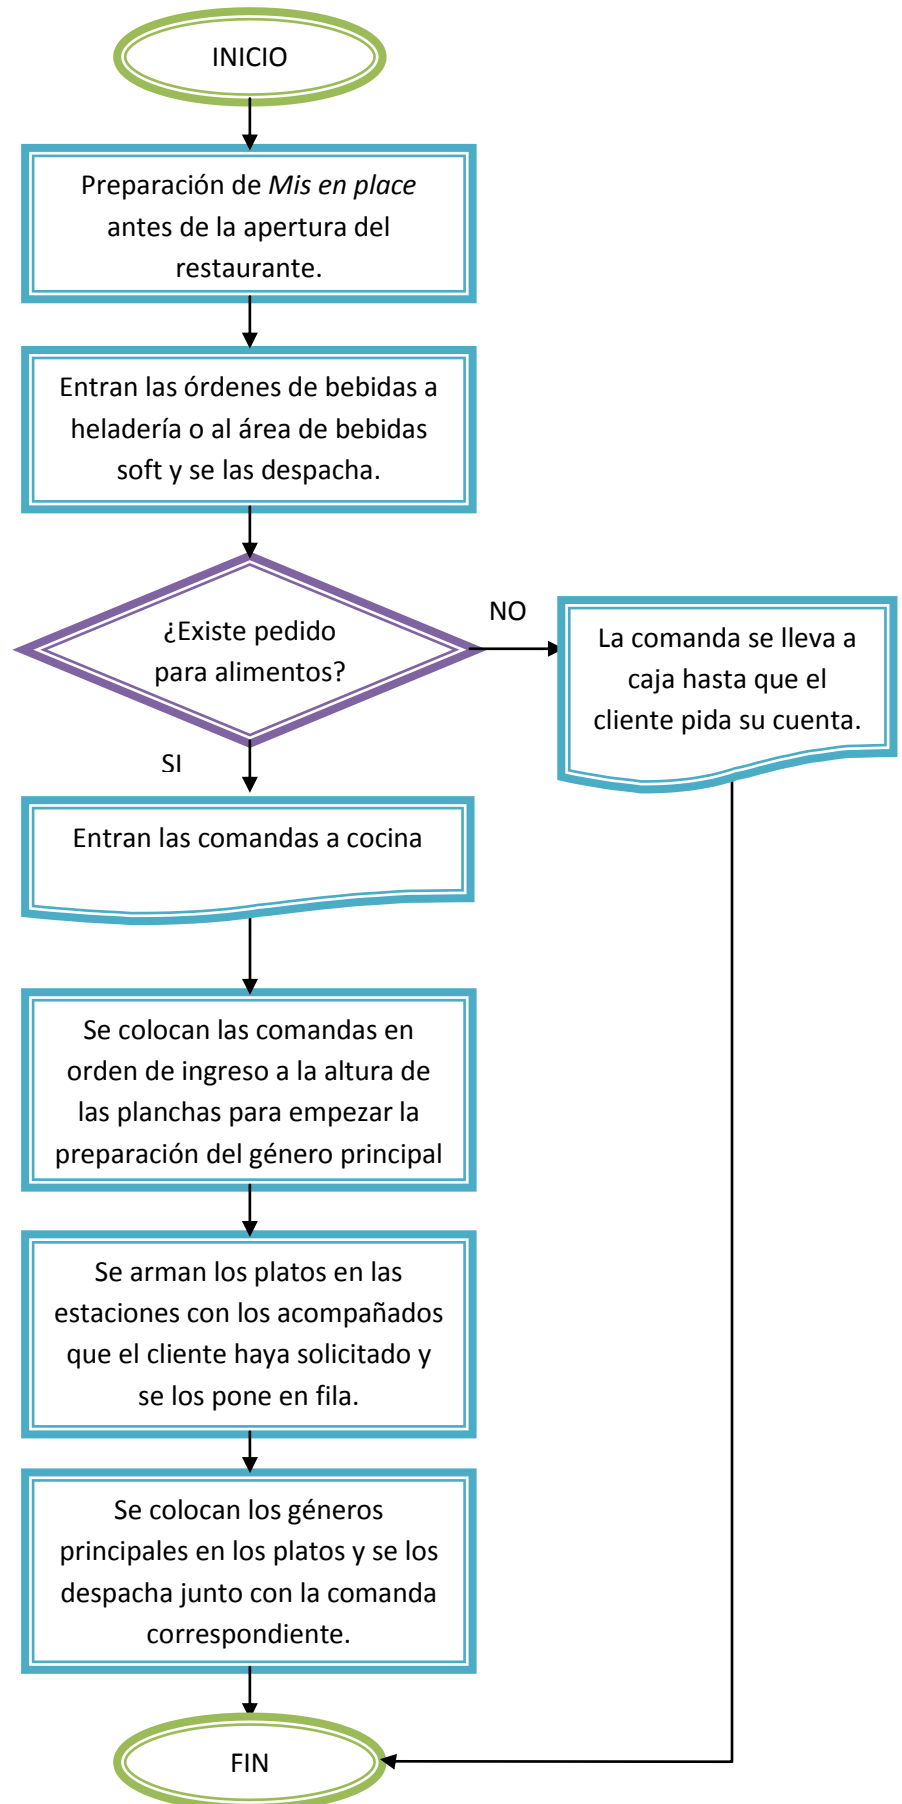 INICIO
Preparación de Mis en place
antes de la apertura del
restaurante.
Entran las órdenes de bebidas a
heladería o al área de bebidas
soft y se las despacha.
¿Existe pedido
para alimentos?
NO
La comanda se lleva a
caja hasta que el
cliente pida su cuenta.
SI
Entran las comandas a cocina
Se colocan las comandas en
orden de ingreso a la altura de
las planchas para empezar la
preparación del género principal
Se arman los platos en las
estaciones con los acompañados
que el cliente haya solicitado y
se los pone en fila.
Se colocan los géneros
principales en los platos y se los
despacha junto con la comanda
correspondiente.
FIN